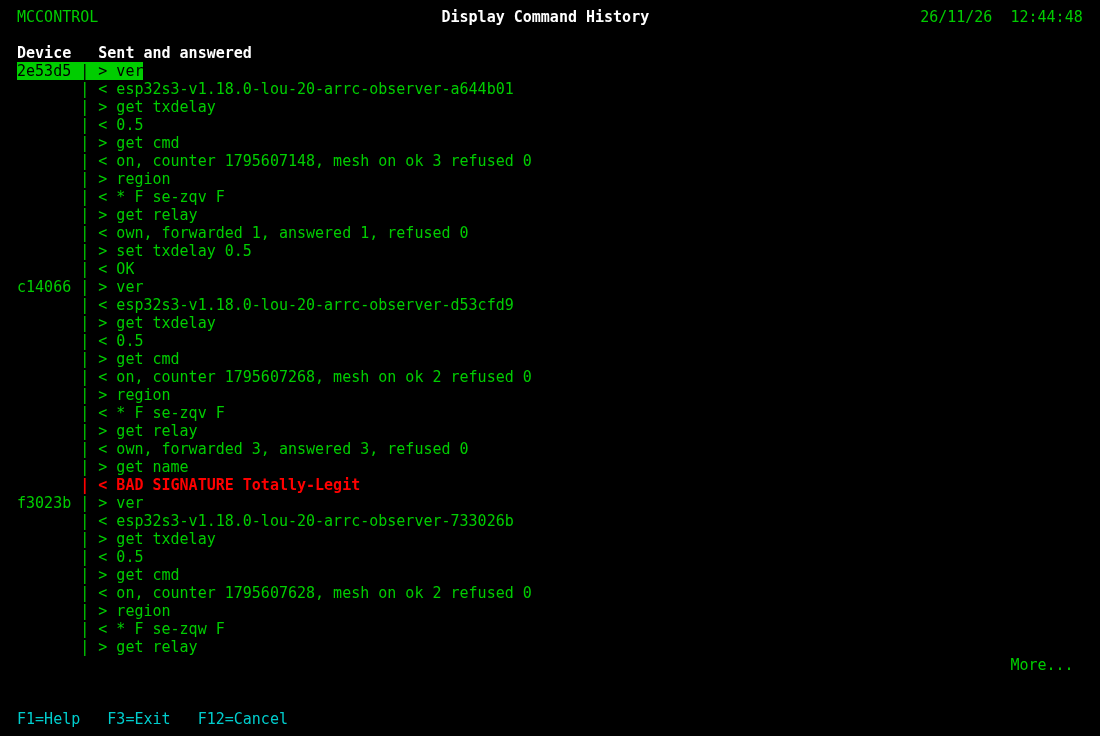 MCCONTROL Display Command History 26/11/26 12:44:48
Device Sent and answered
2e53d5 | > ver
| < esp32s3-v1.18.0-lou-20-arrc-observer-a644b01
| > get txdelay
| < 0.5
| > get cmd
| < on, counter 1795607148, mesh on ok 3 refused 0
| > region
| < * F se-zqv F
| > get relay
| < own, forwarded 1, answered 1, refused 0
| > set txdelay 0.5
| < OK
c14066 | > ver
| < esp32s3-v1.18.0-lou-20-arrc-observer-d53cfd9
| > get txdelay
| < 0.5
| > get cmd
| < on, counter 1795607268, mesh on ok 2 refused 0
| > region
| < * F se-zqv F
| > get relay
| < own, forwarded 3, answered 3, refused 0
| > get name
| < BAD SIGNATURE Totally-Legit
f3023b | > ver
| < esp32s3-v1.18.0-lou-20-arrc-observer-733026b
| > get txdelay
| < 0.5
| > get cmd
| < on, counter 1795607628, mesh on ok 2 refused 0
| > region
| < * F se-zqw F
| > get relay
More...
F1=Help F3=Exit F12=Cancel